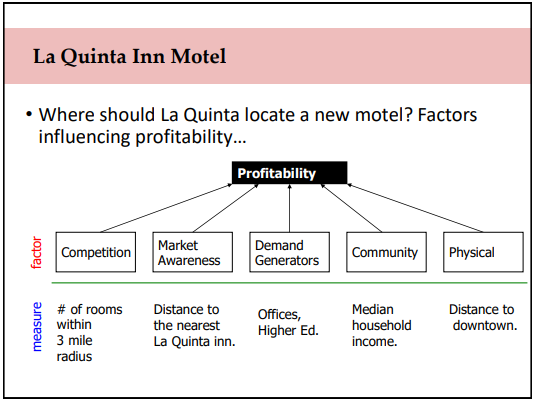 La Quinta Inn Motel
• Where should La Quinta locate a new motel? Factors
influencing profitability…
Profitability
factor
Competition
Market
Awareness
Demand
Generators
Community
Physical
measure
# of rooms
within
3 mile
radius
Distance to
the nearest
La Quinta inn.
Offices,
Higher Ed.
Median
household
income.
Distance to
downtown.